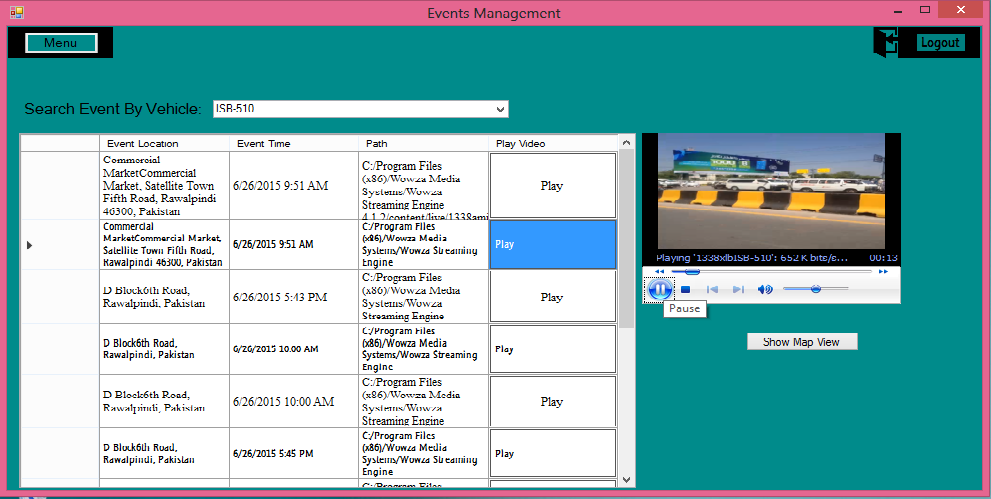 Events Management
Menu
Logout
Search Event By Vehicle:
ISB-510
Event Location
Event Time
Path
Play Video
Commercial
MarketCommercial
Market, Satellite Town
Fifth Road, Rawalpindi
46300, Pakistan
6/26/2015 9:51 AM
C:/Program Files
(x86)/Wowza Media
Systems/Wowza
Streaming Engine
Play
Commercial
MarketCommercial Market,
Satellite Town Fifth Road,
Rawalpindi 46300, Pakistan
6/26/2015 9:51 AM
C:/Program Files
(x86)/Wowza Media
Systems/Wowza Streaming
Engine
Play
D Block6th Road,
Rawalpindi, Pakistan
6/26/2015 5:43 PM
C:/Program Files
(x86)/Wowza Media
Systems/Wowza
Streaming Engine
Play
D Block6th Road,
Rawalpindi, Pakistan
6/26/2015 10:00 AM
C:/Program Files
(x86)/Wowza Media
Systems/Wowza Streaming
Engine
Play
D Block6th Road,
Rawalpindi, Pakistan
6/26/2015 10:00 AM
C:/Program Files
(x86)/Wowza Media
Systems/Wowza
Streaming Engine
Play
D Block6th Road,
Rawalpindi, Pakistan
6/26/2015 5:45 PM
C:/Program Files
(x86)/Wowza Media
Systems/Wowza Streaming
Engine
Play
C:/Program Files
Playing '1338xlbISB-510': 652 K bits/s...
00:13
Pause
Show Map View